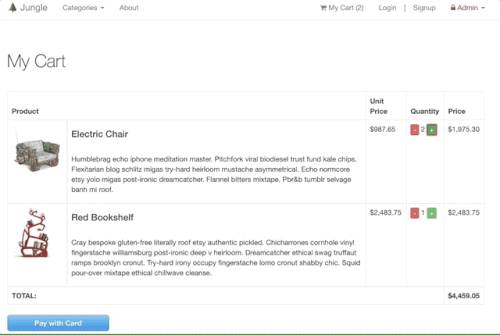 Jungle Categories About My Cart (2) Login | Signup Admin
My Cart
Product Unit Price Quantity Price
Electric Chair $987.65 - 2 + $1,975.30
Humblebrag echo iphone meditation master. Pitchfork viral biodiesel trust fund kale chips.
Flexitarian blog schlitz migas try-hard heirloom mustache asymmetrical. Echo normcore
etsy yolo migas post-ironic dreamcatcher. Flannel bitters mixtape. Pbr&b tumblr selvage
banh mi roof.
Red Bookshelf $2,483.75 - 1 + $2,483.75
Cray bespoke gluten-free literally roof etsy authentic pickled. Chicharrones cornhole vinyl
fingerstache williamsburg post-ironic deep v heirloom. Dreamcatcher ethical swag truffaut
ramps brooklyn cronut. Try-hard irony occupy fingerstache lomo cronut shabby chic. Squid
pour-over mixtape ethical chillwave cleanse.
TOTAL: $4,459.05
Pay with Card